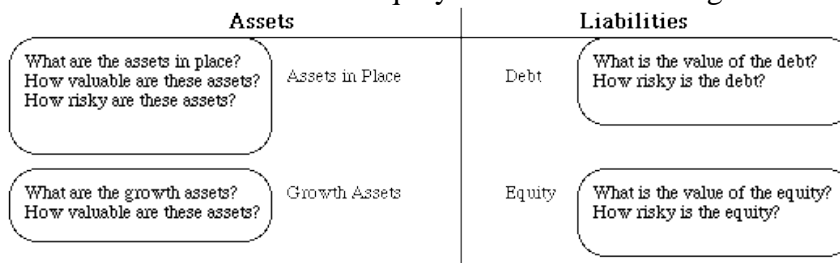 Assets Liabilities
What are the assets in place?
How valuable are these assets?
How risky are these assets?
Assets in Place
Debt
What is the value of the debt?
How risky is the debt?
What are the growth assets?
How valuable are these assets?
Growth Assets
Equity
What is the value of the equity?
How risky is the equity?